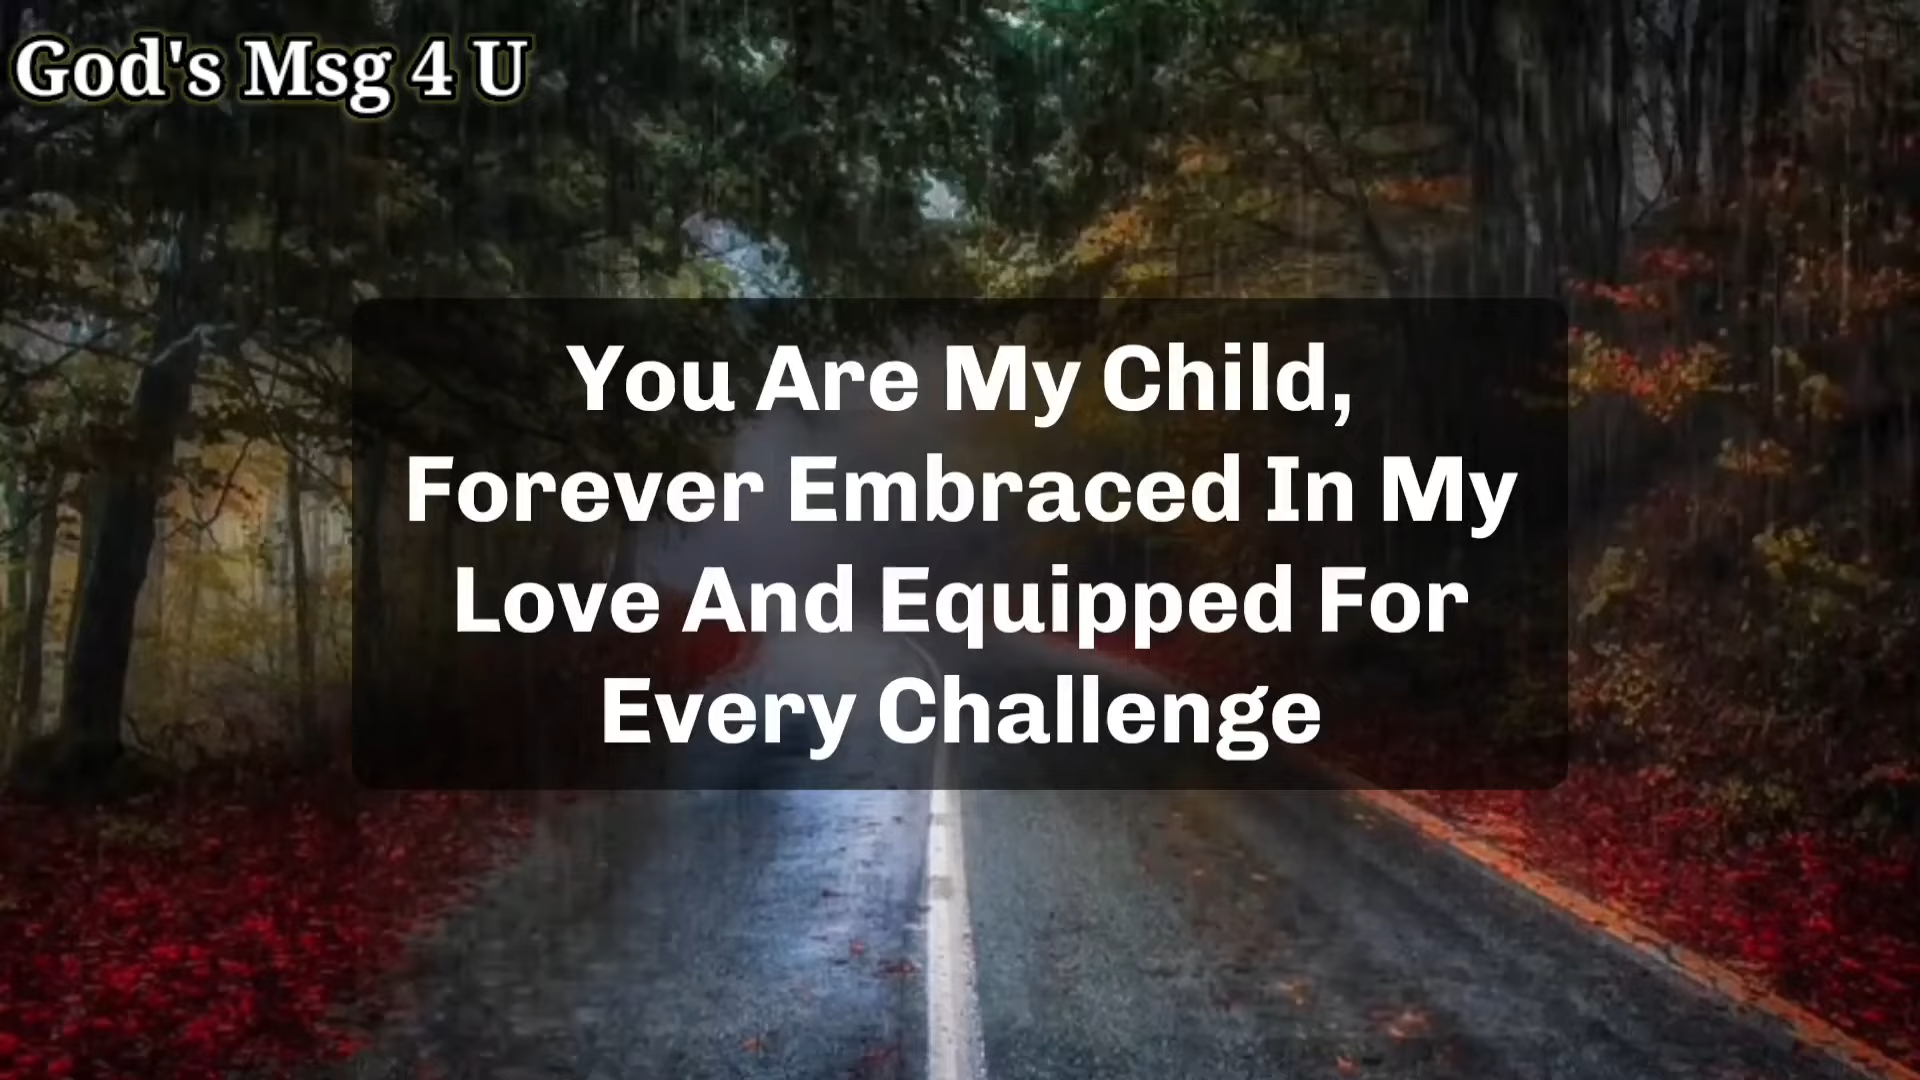 God's Msg 4 U
You Are My Child,
Forever Embraced In My
Love And Equipped For
Every Challenge